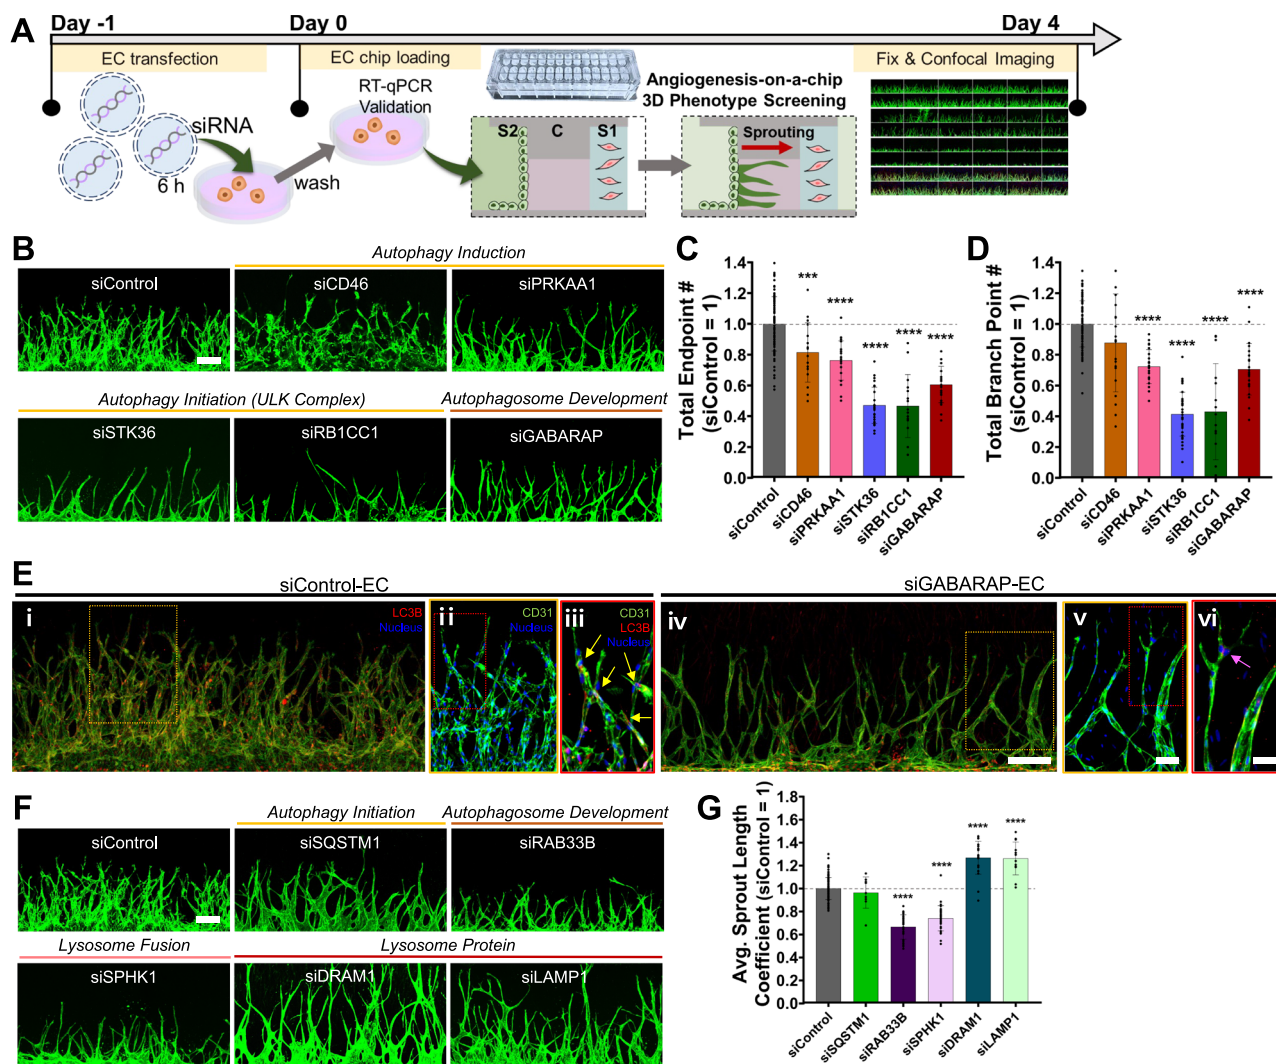 A
Day -1
Day 0
Day 4
EC transfection
EC chip loading
Fix & Confocal Imaging
RT-qPCR
Validation
Angiogenesis-on-a-chip
3D Phenotype Screening
siRNA
6 h
wash
S2
C
S1
Sprouting
B
Autophagy Induction
siControl
siCD46
siPRKAA1
Autophagy Initiation (ULK Complex)
Autophagosome Development
siSTK36
siRB1CC1
siGABARAP
C
Total Endpoint #
(siControl = 1)
1.4
1.2
1.0
0.8
0.6
0.4
0.2
0.0
***
****
****
****
****
siControl
siCD46
siPRKAA1
siSTK36
siRB1CC1
siGABARAP
D
Total Branch Point #
(siControl = 1)
1.4
1.2
1.0
0.8
0.6
0.4
0.2
0.0
****
****
****
****
siControl
siCD46
siPRKAA1
siSTK36
siRB1CC1
siGABARAP
E
siControl-EC
siGABARAP-EC
i
LC3B
Nucleus
ii
CD31
Nucleus
iii
CD31
LC3B
Nucleus
iv
v
vi
F
Autophagy Initiation
Autophagosome Development
siControl
siSQSTM1
siRAB33B
Lysosome Fusion
Lysosome Protein
siSPHK1
siDRAM1
siLAMP1
G
Avg. Sprout Length
Coefficient (siControl = 1)
1.8
1.6
1.4
1.2
1.0
0.8
0.6
0.4
0.2
0.0
****
****
****
****
siControl
siSQSTM1
siRAB33B
siSPHK1
siDRAM1
siLAMP1